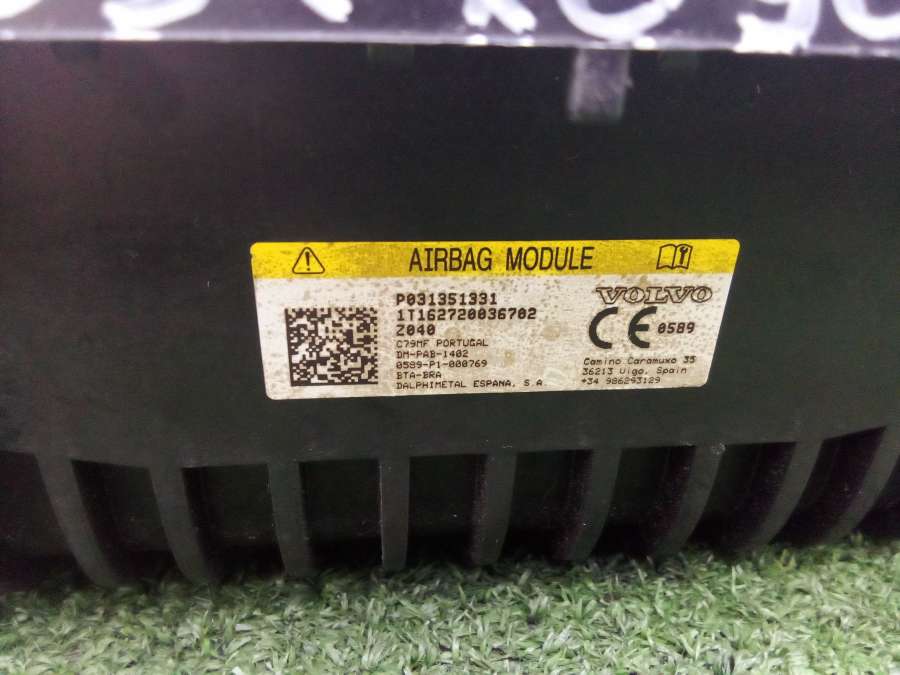 AIRBAG MODULE
P031351331
1T162720036702
Z040
C79MF PORTUGAL
DM-PAB-1402
0589-P1-000769
BTA-BRA
DALPHIMETAL ESPANA, S.A.
VOLVO
CE 0589
Camino Caramuxo 35
36213 Vigo, Spain
+34 986293129